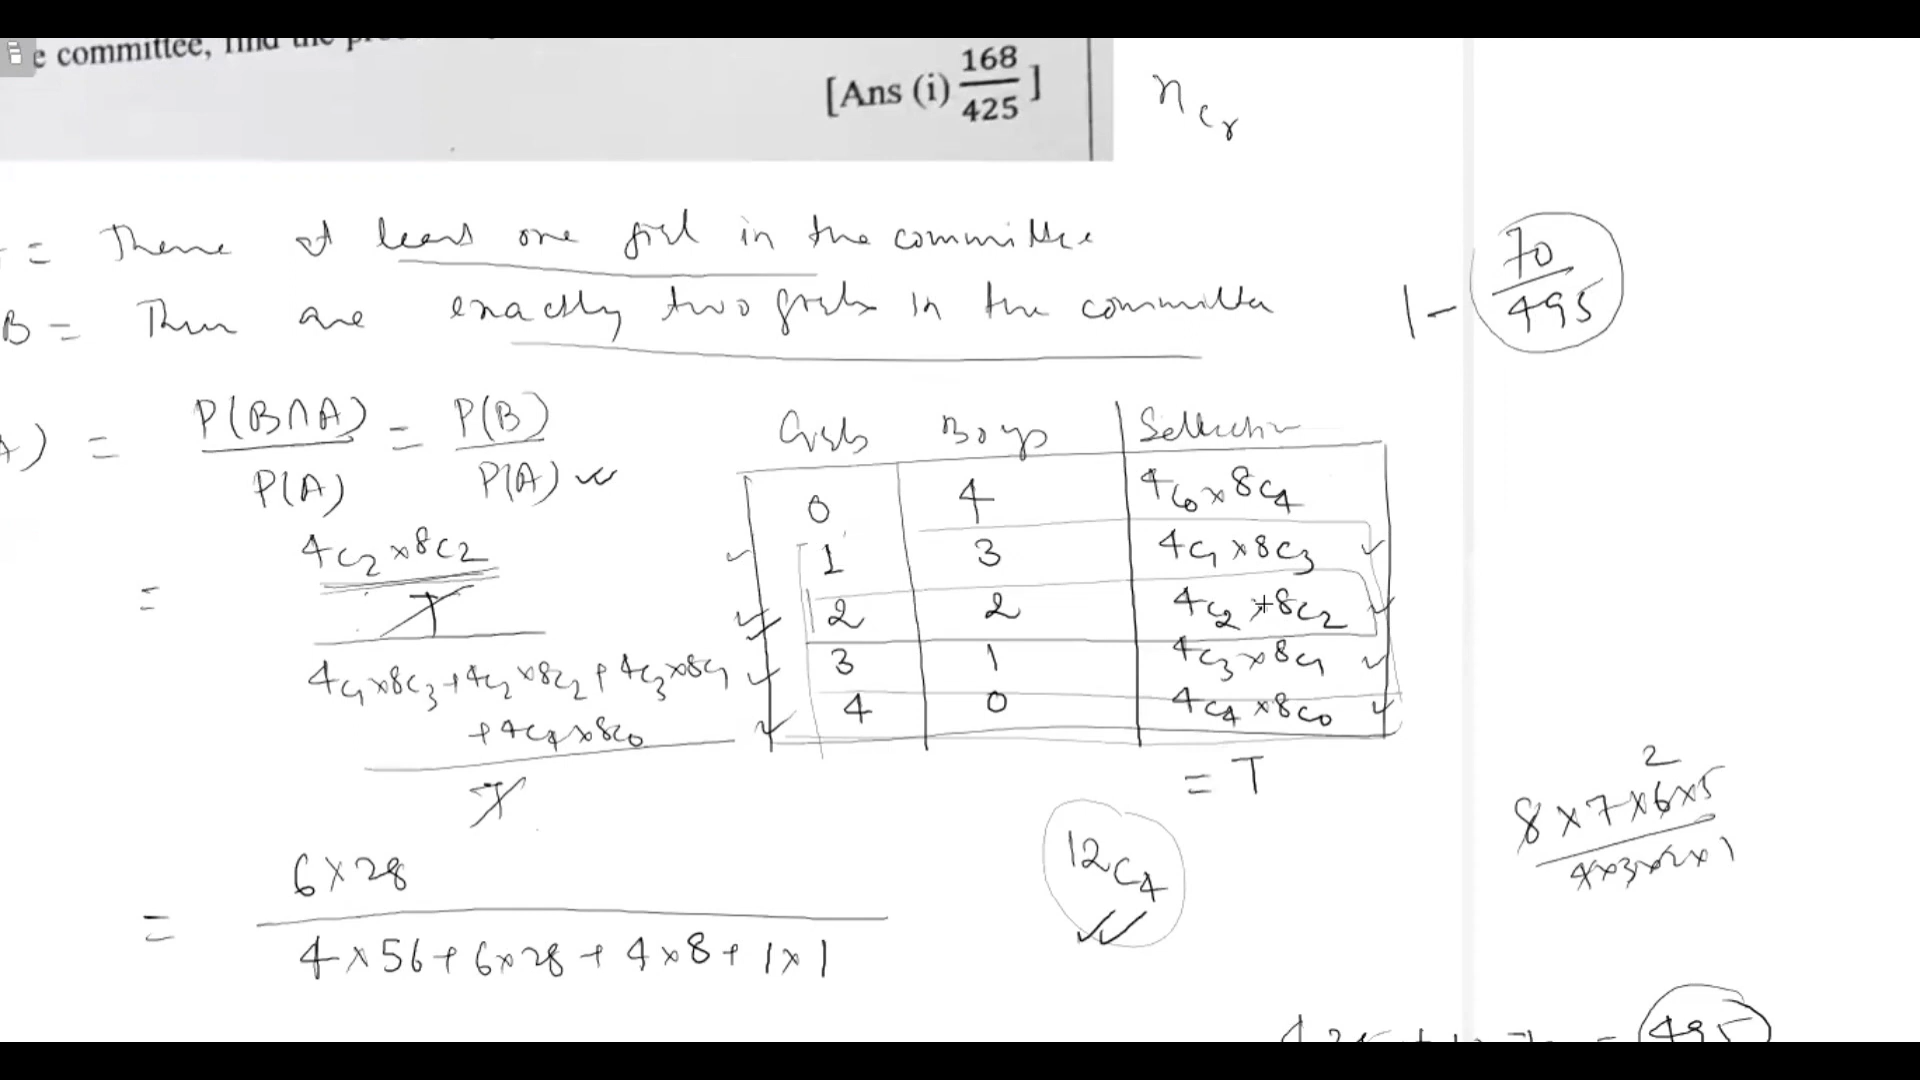 e committee, find the
[Ans (i) 168/425]
nCr
= There at least one girl in the committee
B = There are exactly two girls in the committee
1 - 70/495
A) = P(B∩A)/P(A) = P(B)/P(A)
Girls Boys Selection
0 4 4C0 × 8C4
1 3 4C1 × 8C3
2 2 4C2 × 8C2
3 1 4C3 × 8C1
4 0 4C4 × 8C0
= T
= 4C2 × 8C2
T
4C1 × 8C3 + 4C2 × 8C2 + 4C3 × 8C1
+ 4C4 × 8C0
T
12C4
2
8 × 7 × 6 × 5
4 × 3 × 2 × 1
= 6 × 28
4 × 56 + 6 × 28 + 4 × 8 + 1 × 1
= 495